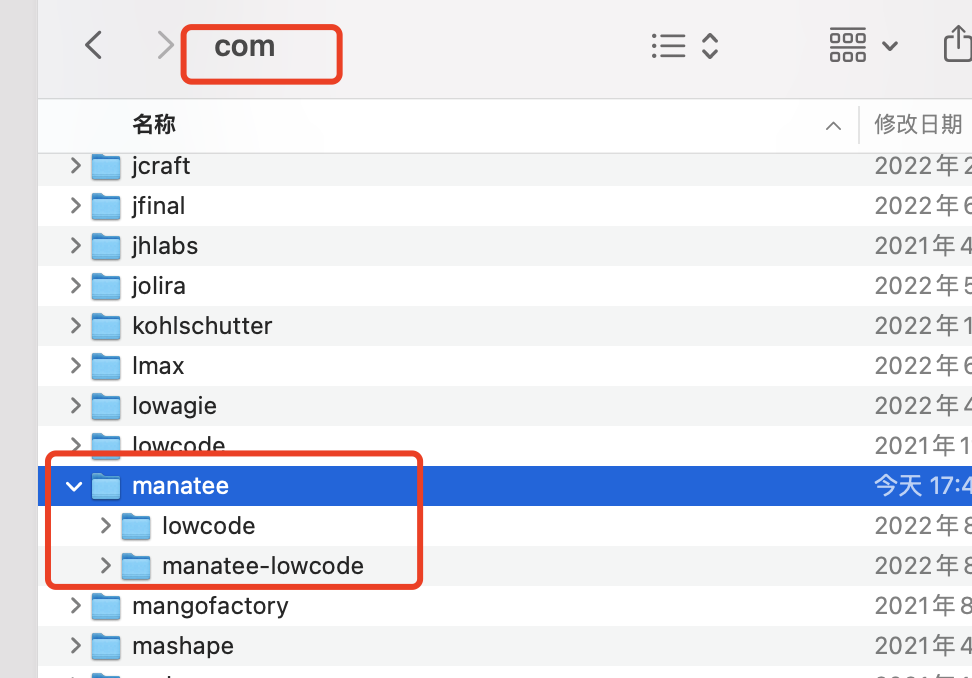 com
名称 修改日期
jcraft 2022年2
jfinal 2022年6
jhlabs 2021年4
jolira 2022年5
kohlschutter 2022年1
lmax 2022年6
lowagie 2022年4
lowcode 2021年1
manatee 今天 17:4
lowcode 2022年8
manatee-lowcode 2022年8
mangofactory 2021年8
mashape 2021年4